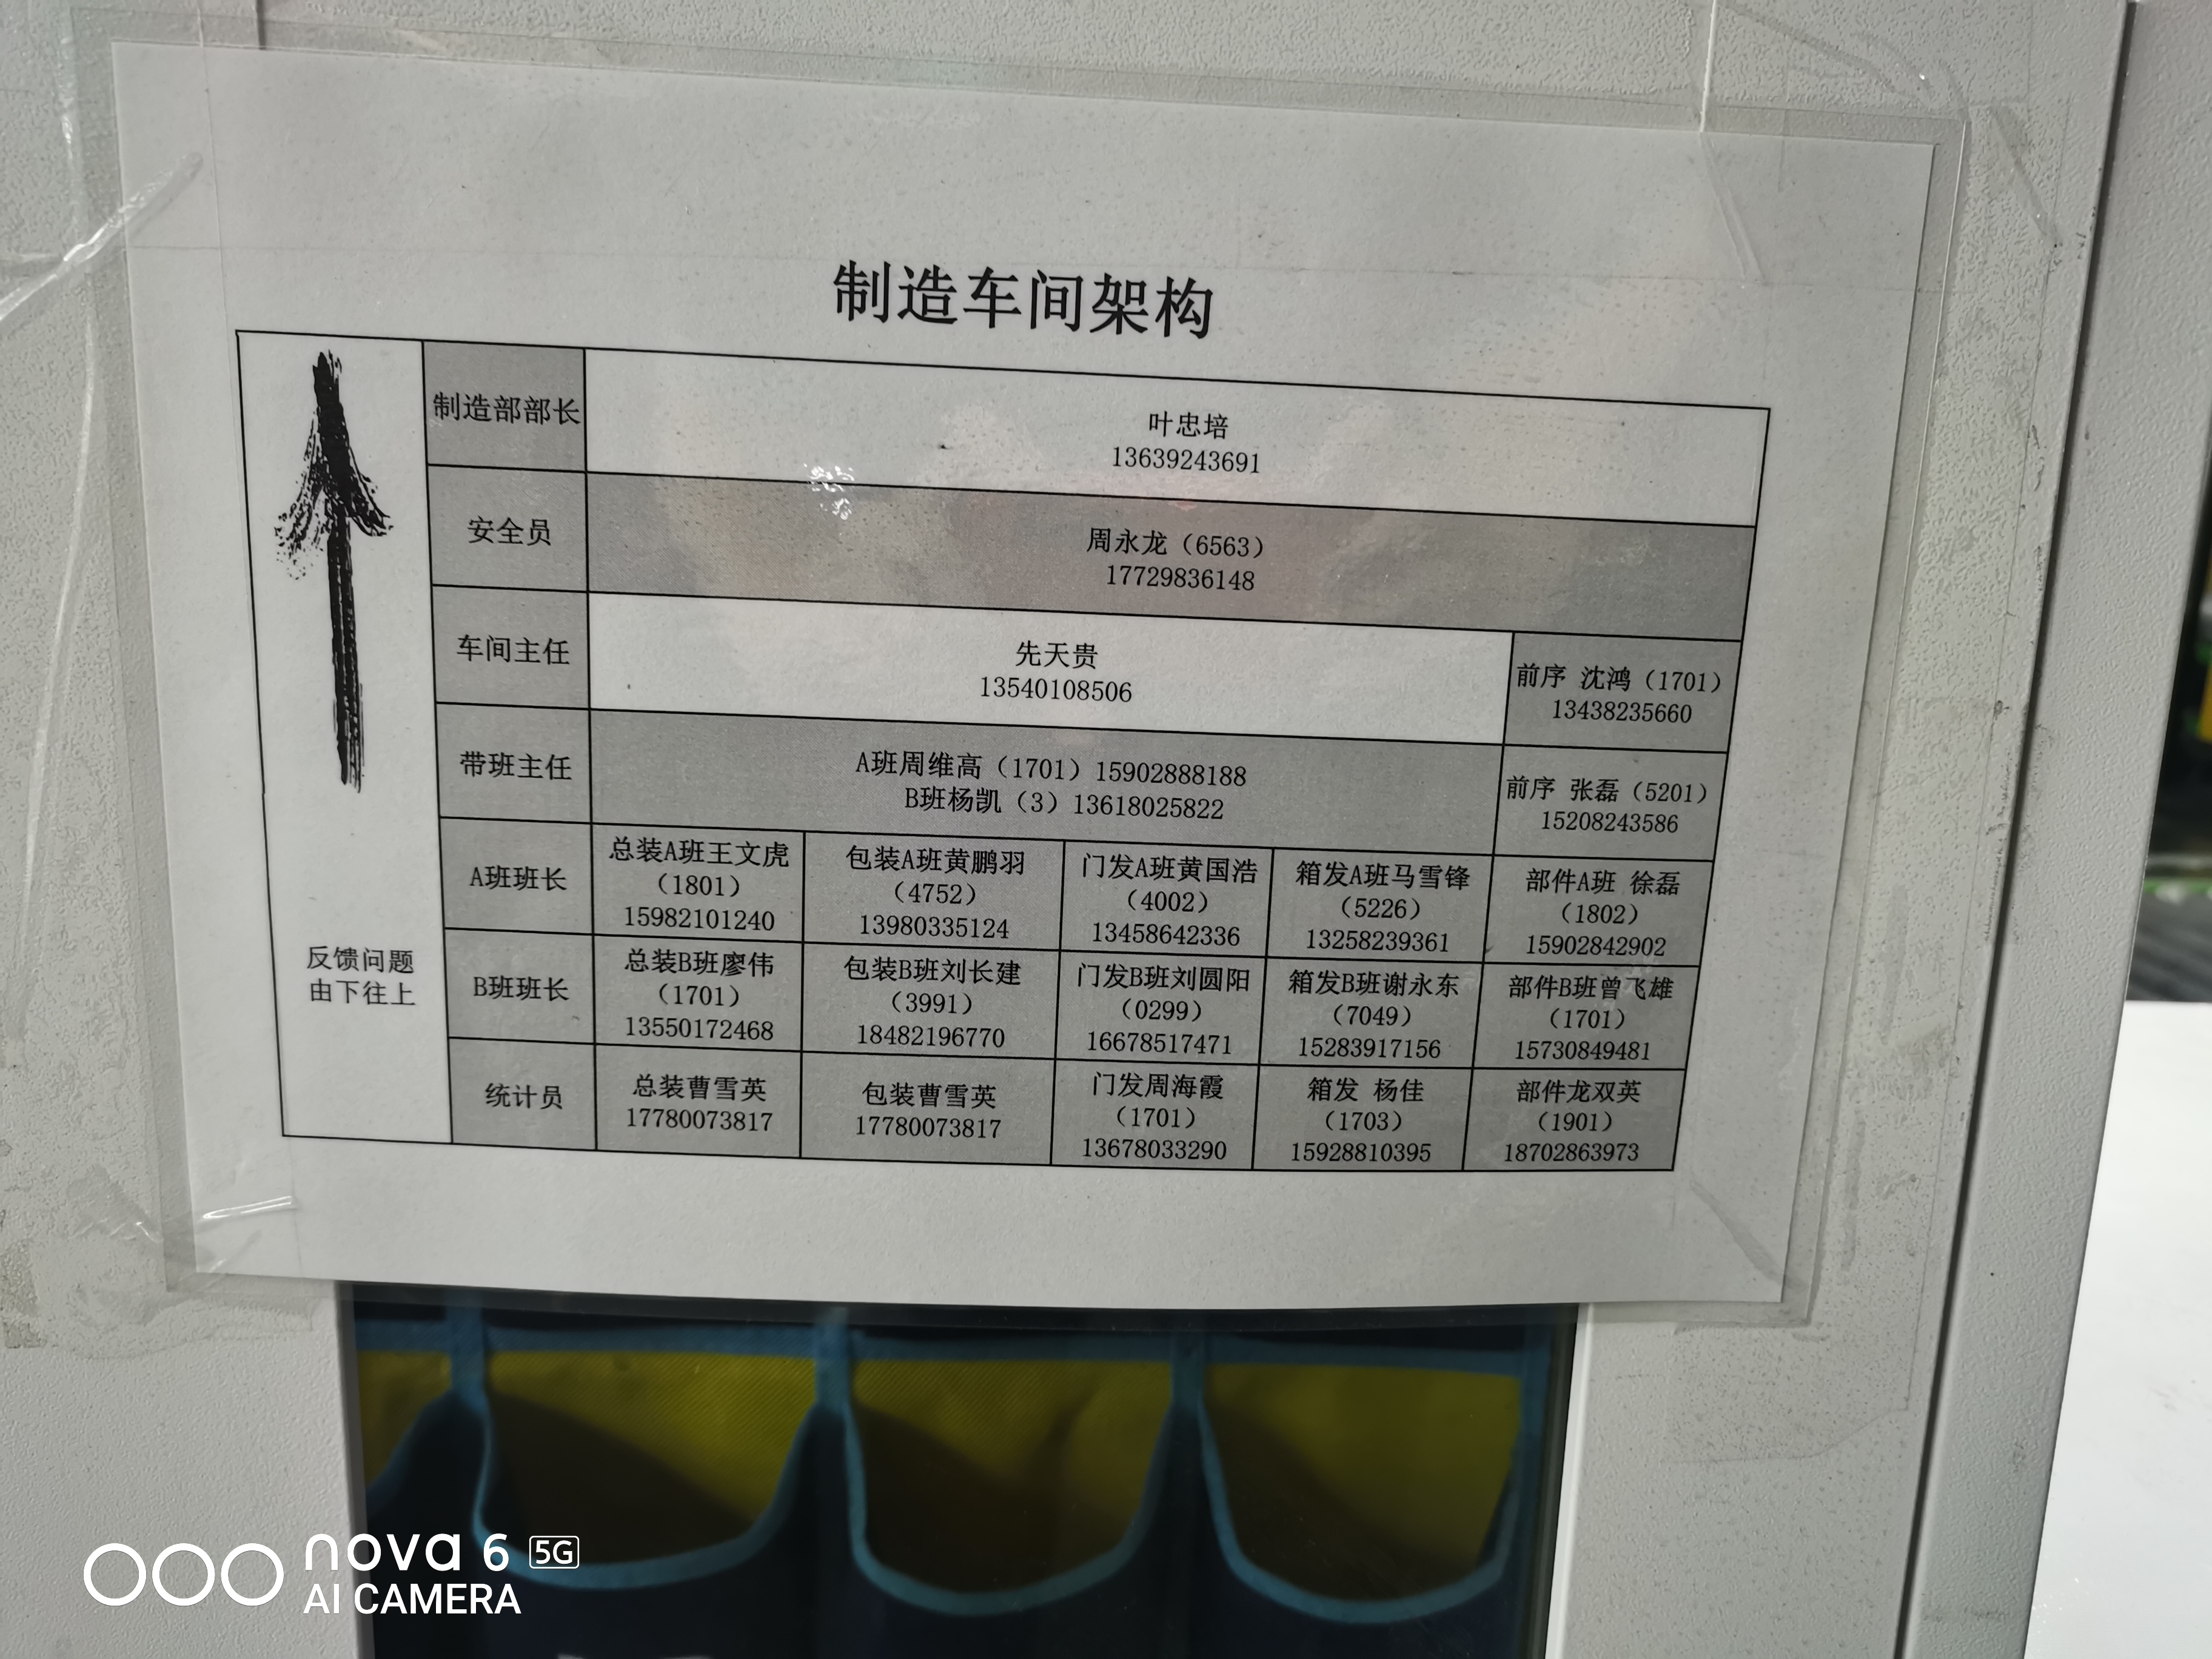 制造车间架构
制造部部长
叶忠培
13639243691
安全员
周永龙（6563）
17729836148
车间主任
先天贵
13540108506
前序 沈鸿（1701）
13438235660
带班主任
A班周维高（1701）15902888188
B班杨凯（3）13618025822
前序 张磊（5201）
15208243586
A班班长
总装A班王文虎
（1801）
15982101240
包装A班黄鹏羽
（4752）
13980335124
门发A班黄国浩
（4002）
13458642336
箱发A班马雪锋
（5226）
13258239361
部件A班 徐磊
（1802）
15902842902
反馈问题
由下往上
B班班长
总装B班廖伟
（1701）
13550172468
包装B班刘长建
（3991）
18482196770
门发B班刘圆阳
（0299）
16678517471
箱发B班谢永东
（7049）
15283917156
部件B班曾飞雄
（1701）
15730849481
统计员
总装曹雪英
17780073817
包装曹雪英
17780073817
门发周海霞
（1701）
13678033290
箱发 杨佳
（1703）
15928810395
部件龙双英
（1901）
18702863973
nova 6 5G
AI CAMERA